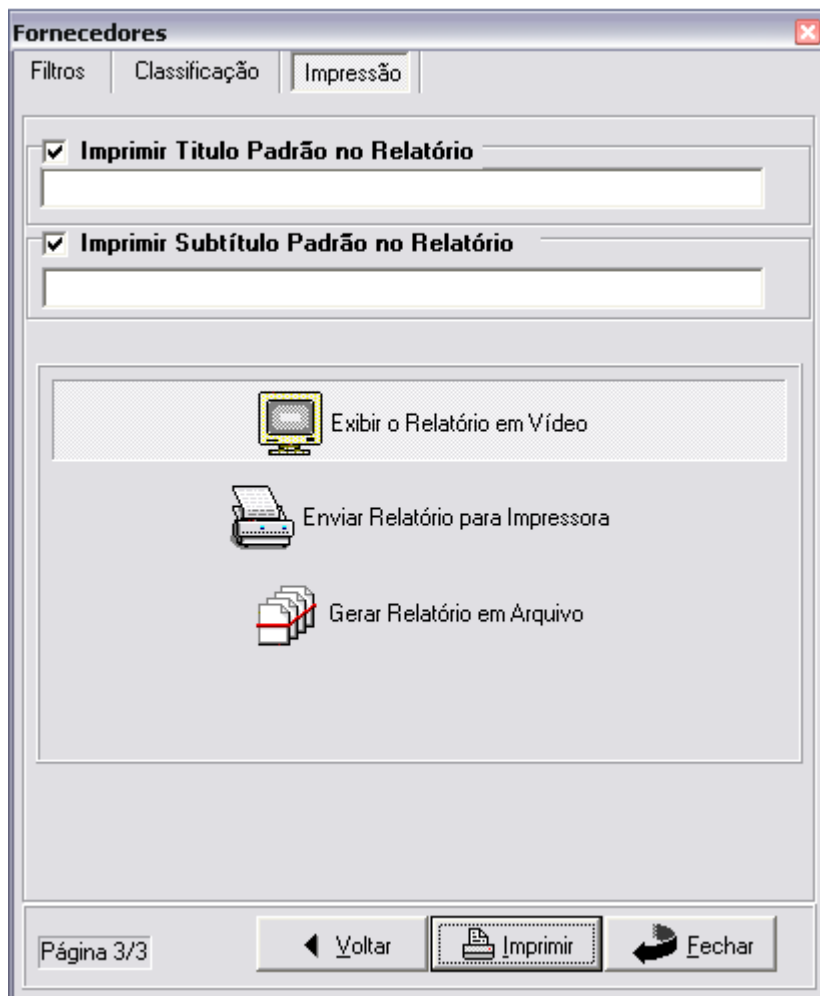 Fornecedores
Filtros Classificação Impressão
Imprimir Titulo Padrão no Relatório
Imprimir Subtítulo Padrão no Relatório
Exibir o Relatório em Vídeo
Enviar Relatório para Impressora
Gerar Relatório em Arquivo
Página 3/3 Voltar Imprimir Fechar